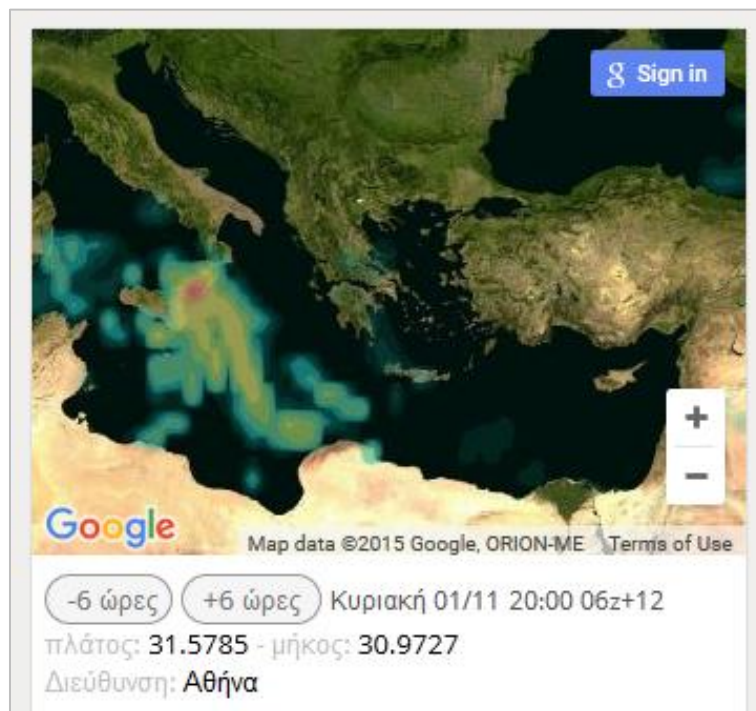 g Sign in
+
−
Google
Map data ©2015 Google, ORION-ME Terms of Use
-6 ώρες +6 ώρες Κυριακή 01/11 20:00 06z+12
πλάτος: 31.5785 - μήκος: 30.9727
Διεύθυνση: Αθήνα